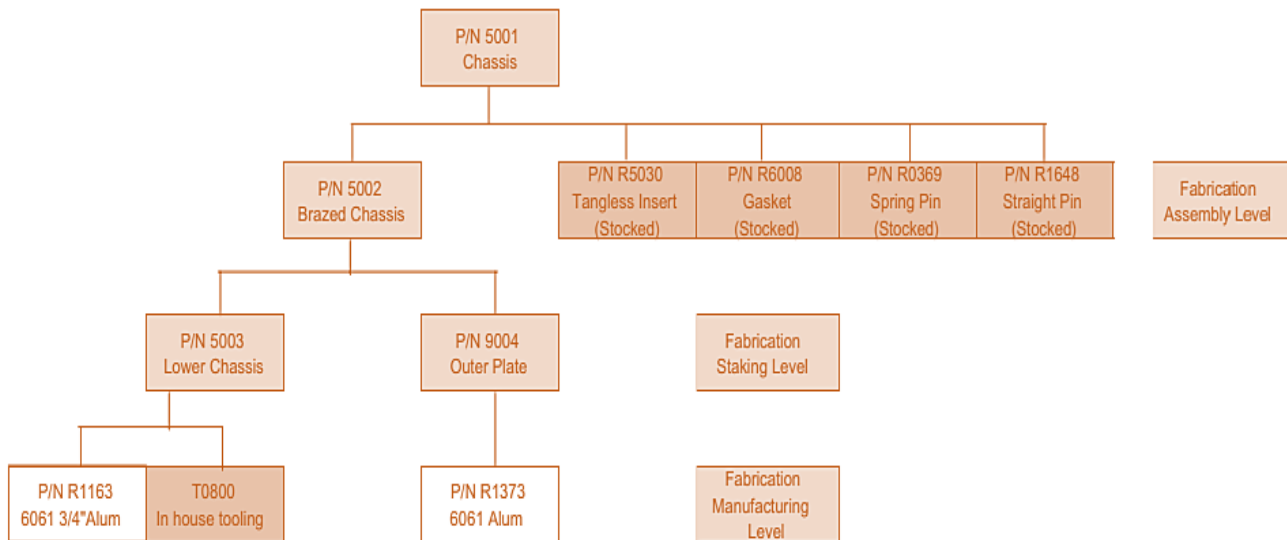 P/N 5001
Chassis
P/N 5002
Brazed Chassis
P/N R5030
Tangless Insert
(Stocked)
P/N R6008
Gasket
(Stocked)
P/N R0369
Spring Pin
(Stocked)
P/N R1648
Straight Pin
(Stocked)
Fabrication
Assembly Level
P/N 5003
Lower Chassis
P/N 9004
Outer Plate
Fabrication
Staking Level
P/N R1163
6061 3/4"Alum
T0800
In house tooling
P/N R1373
6061 Alum
Fabrication
Manufacturing
Level